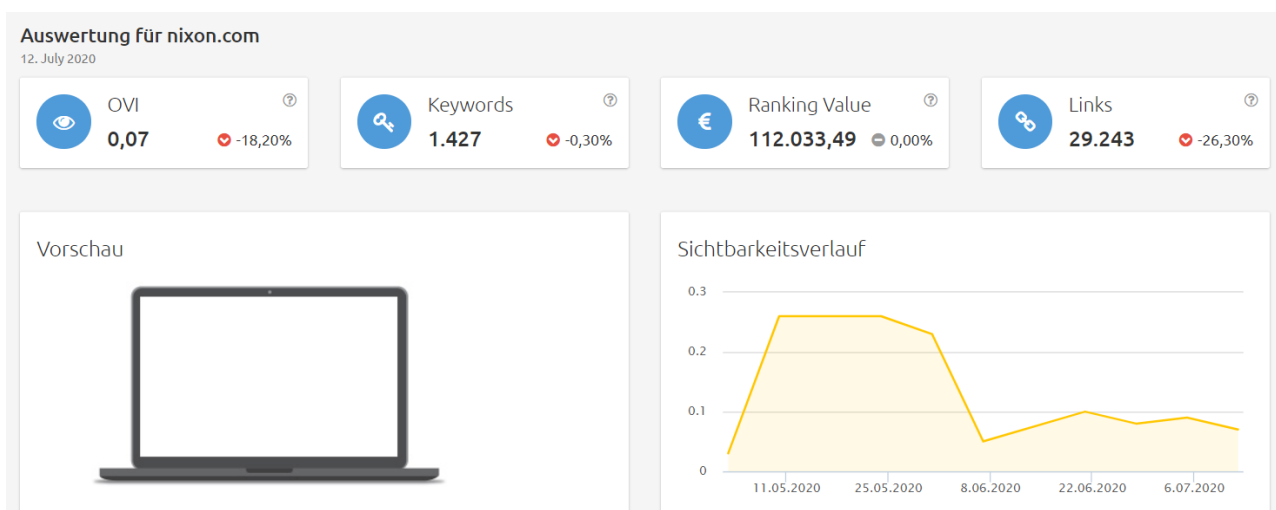 Auswertung für nixon.com
12. July 2020
OVI
0,07 -18,20%
Keywords
1.427 -0,30%
Ranking Value
112.033,49 0,00%
Links
29.243 -26,30%
Vorschau
Sichtbarkeitsverlauf
0.3
0.2
0.1
0
11.05.2020 25.05.2020 8.06.2020 22.06.2020 6.07.2020